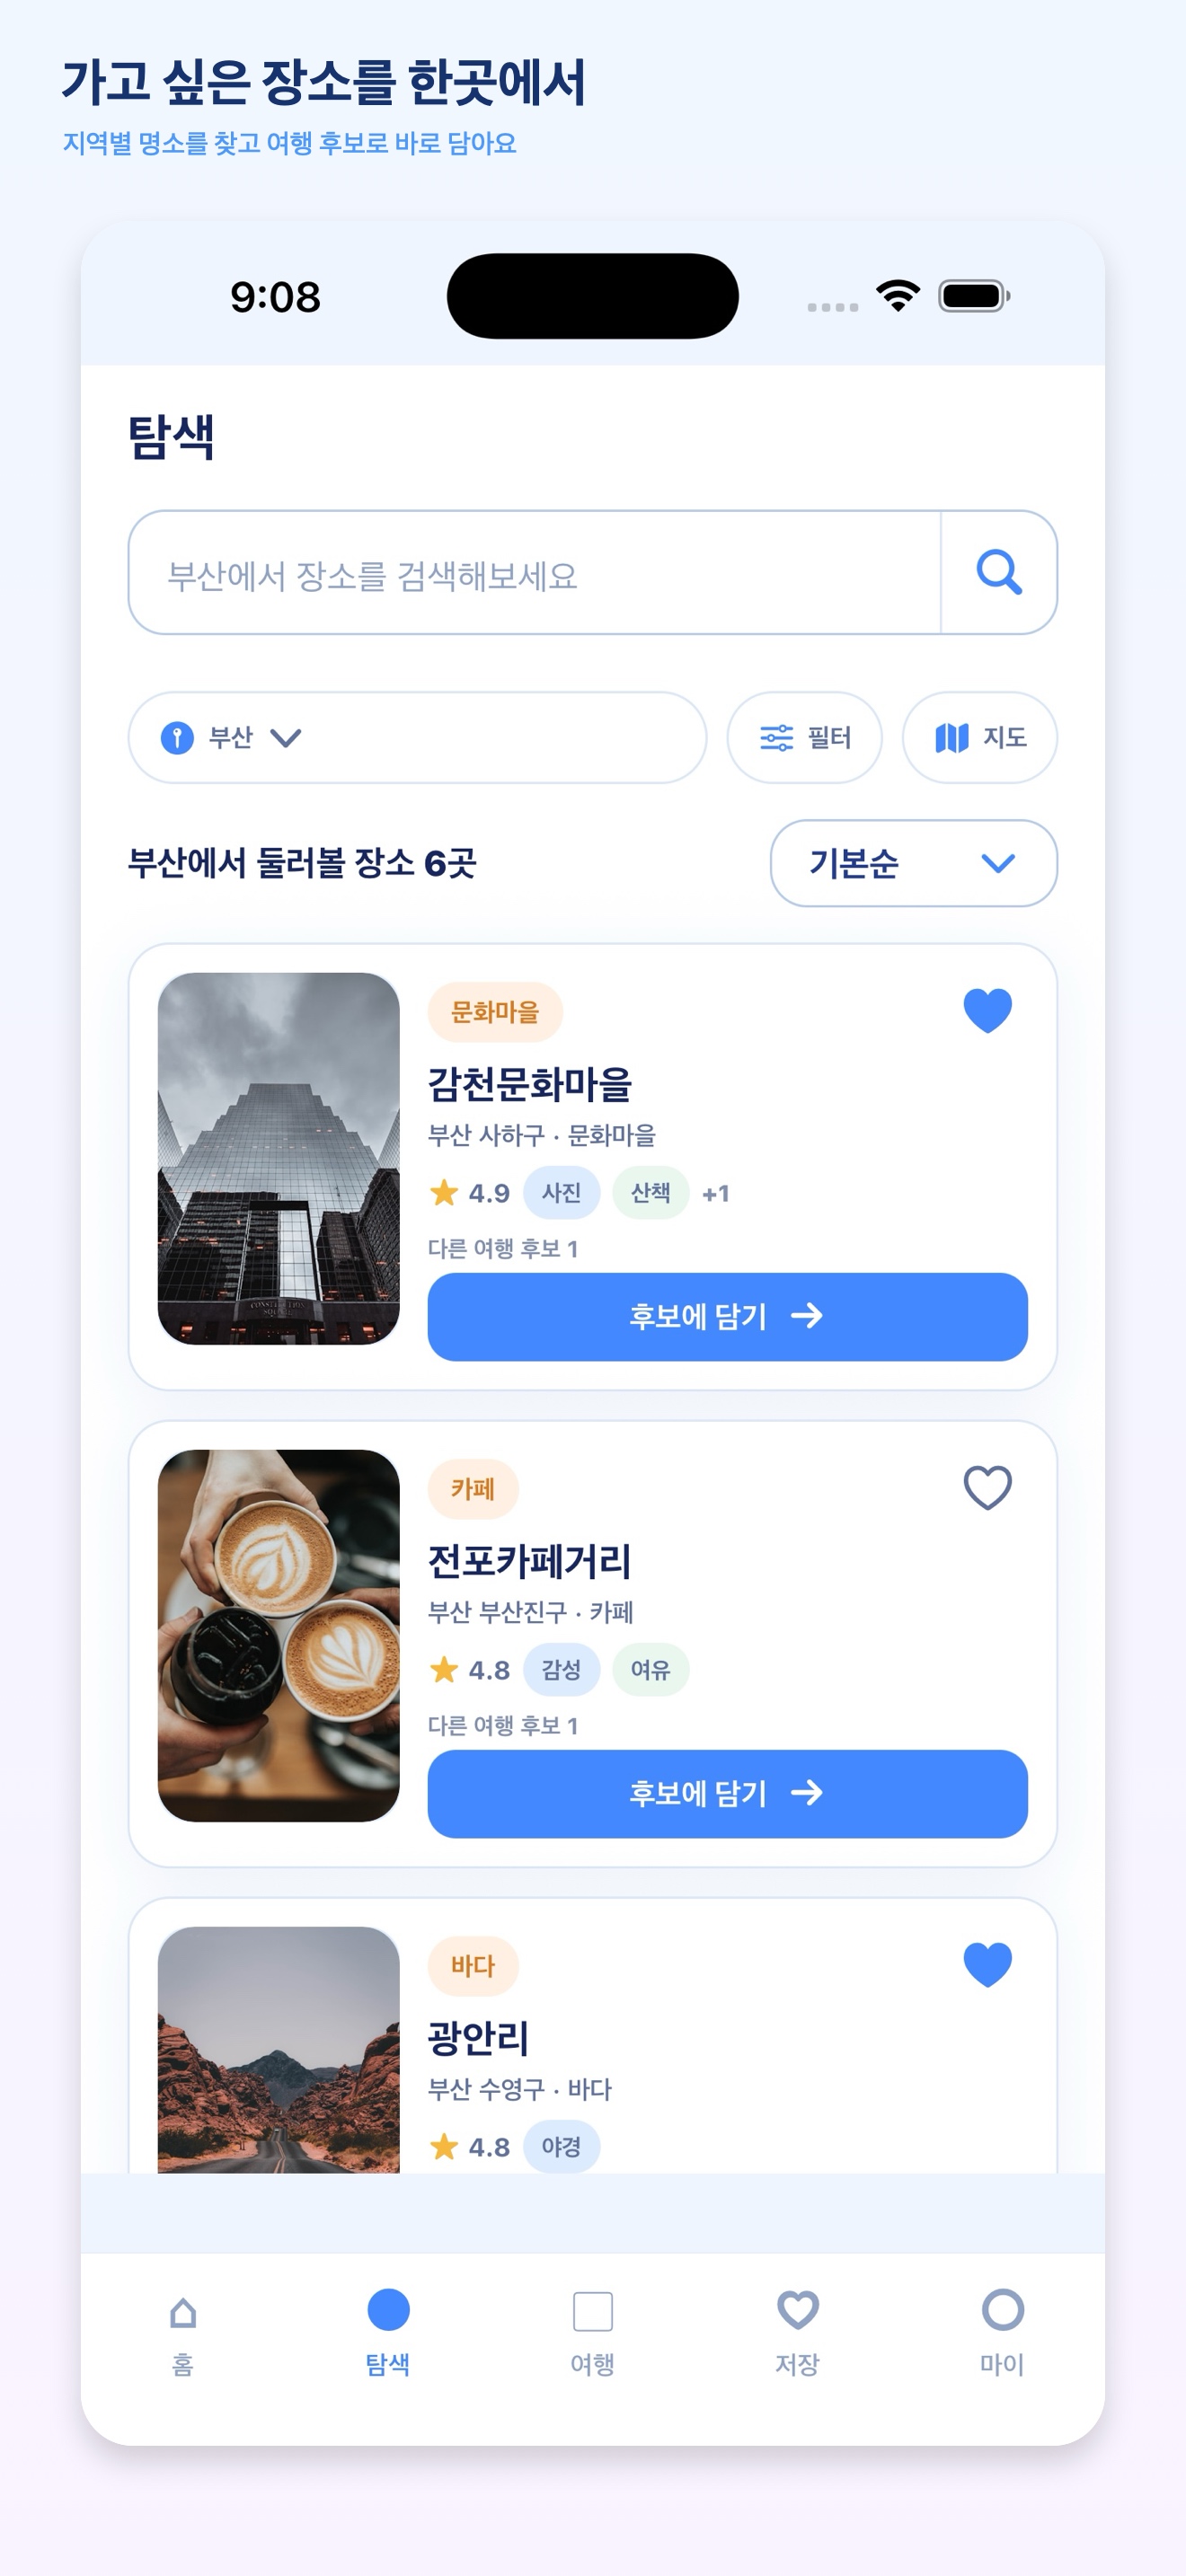 가고 싶은 장소를 한곳에서
지역별 명소를 찾고 여행 후보로 바로 담아요
9:08
탐색
부산에서 장소를 검색해보세요
부산
필터
지도
부산에서 둘러볼 장소 6곳
기본순
문화마을
감천문화마을
부산 사하구 · 문화마을
4.9 사진 산책 +1
다른 여행 후보 1
후보에 담기 →
카페
전포카페거리
부산 부산진구 · 카페
4.8 감성 여유
다른 여행 후보 1
후보에 담기 →
바다
광안리
부산 수영구 · 바다
4.8 야경
홈
탐색
여행
저장
마이